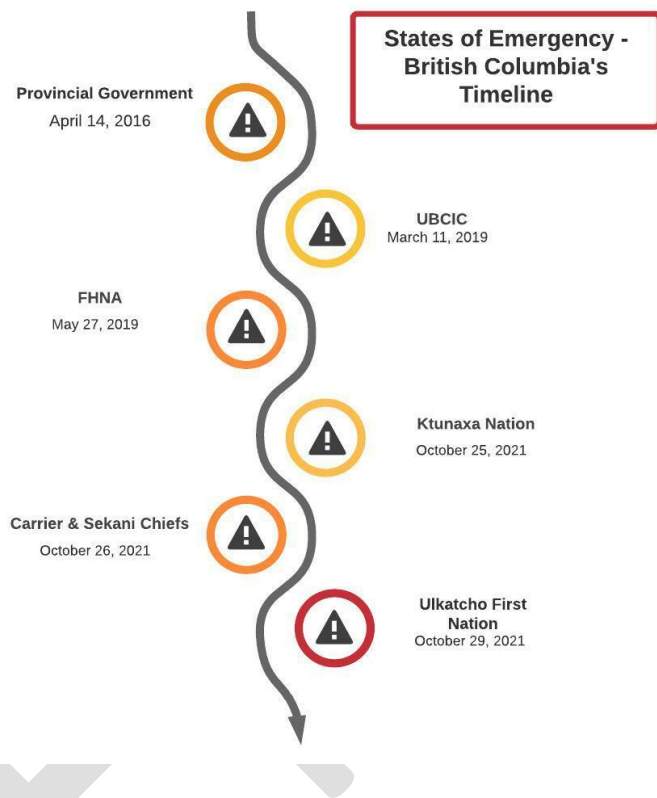 States of Emergency -
British Columbia's
Timeline
Provincial Government
April 14, 2016
UBCIC
March 11, 2019
FHNA
May 27, 2019
Ktunaxa Nation
October 25, 2021
Carrier & Sekani Chiefs
October 26, 2021
Ulkatcho First
Nation
October 29, 2021